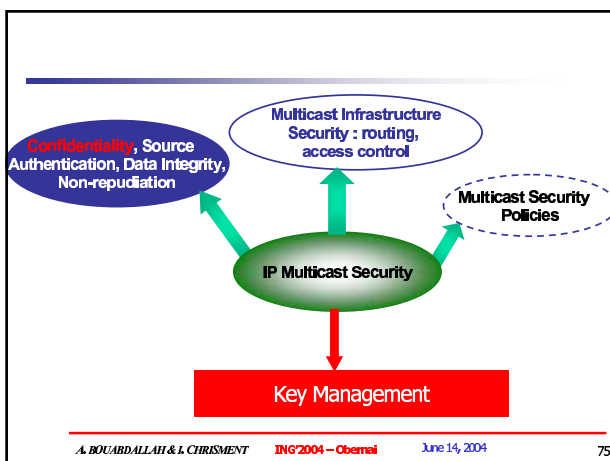 Multicast Infrastructure
Security : routing,
access control
Confidentiality, Source
Authentication, Data Integrity,
Non-repudiation
Multicast Security
Policies
IP Multicast Security
Key Management
A. BOUABDALLAH & I. CHRISMENT ING'2004 – Obernai June 14, 2004 75